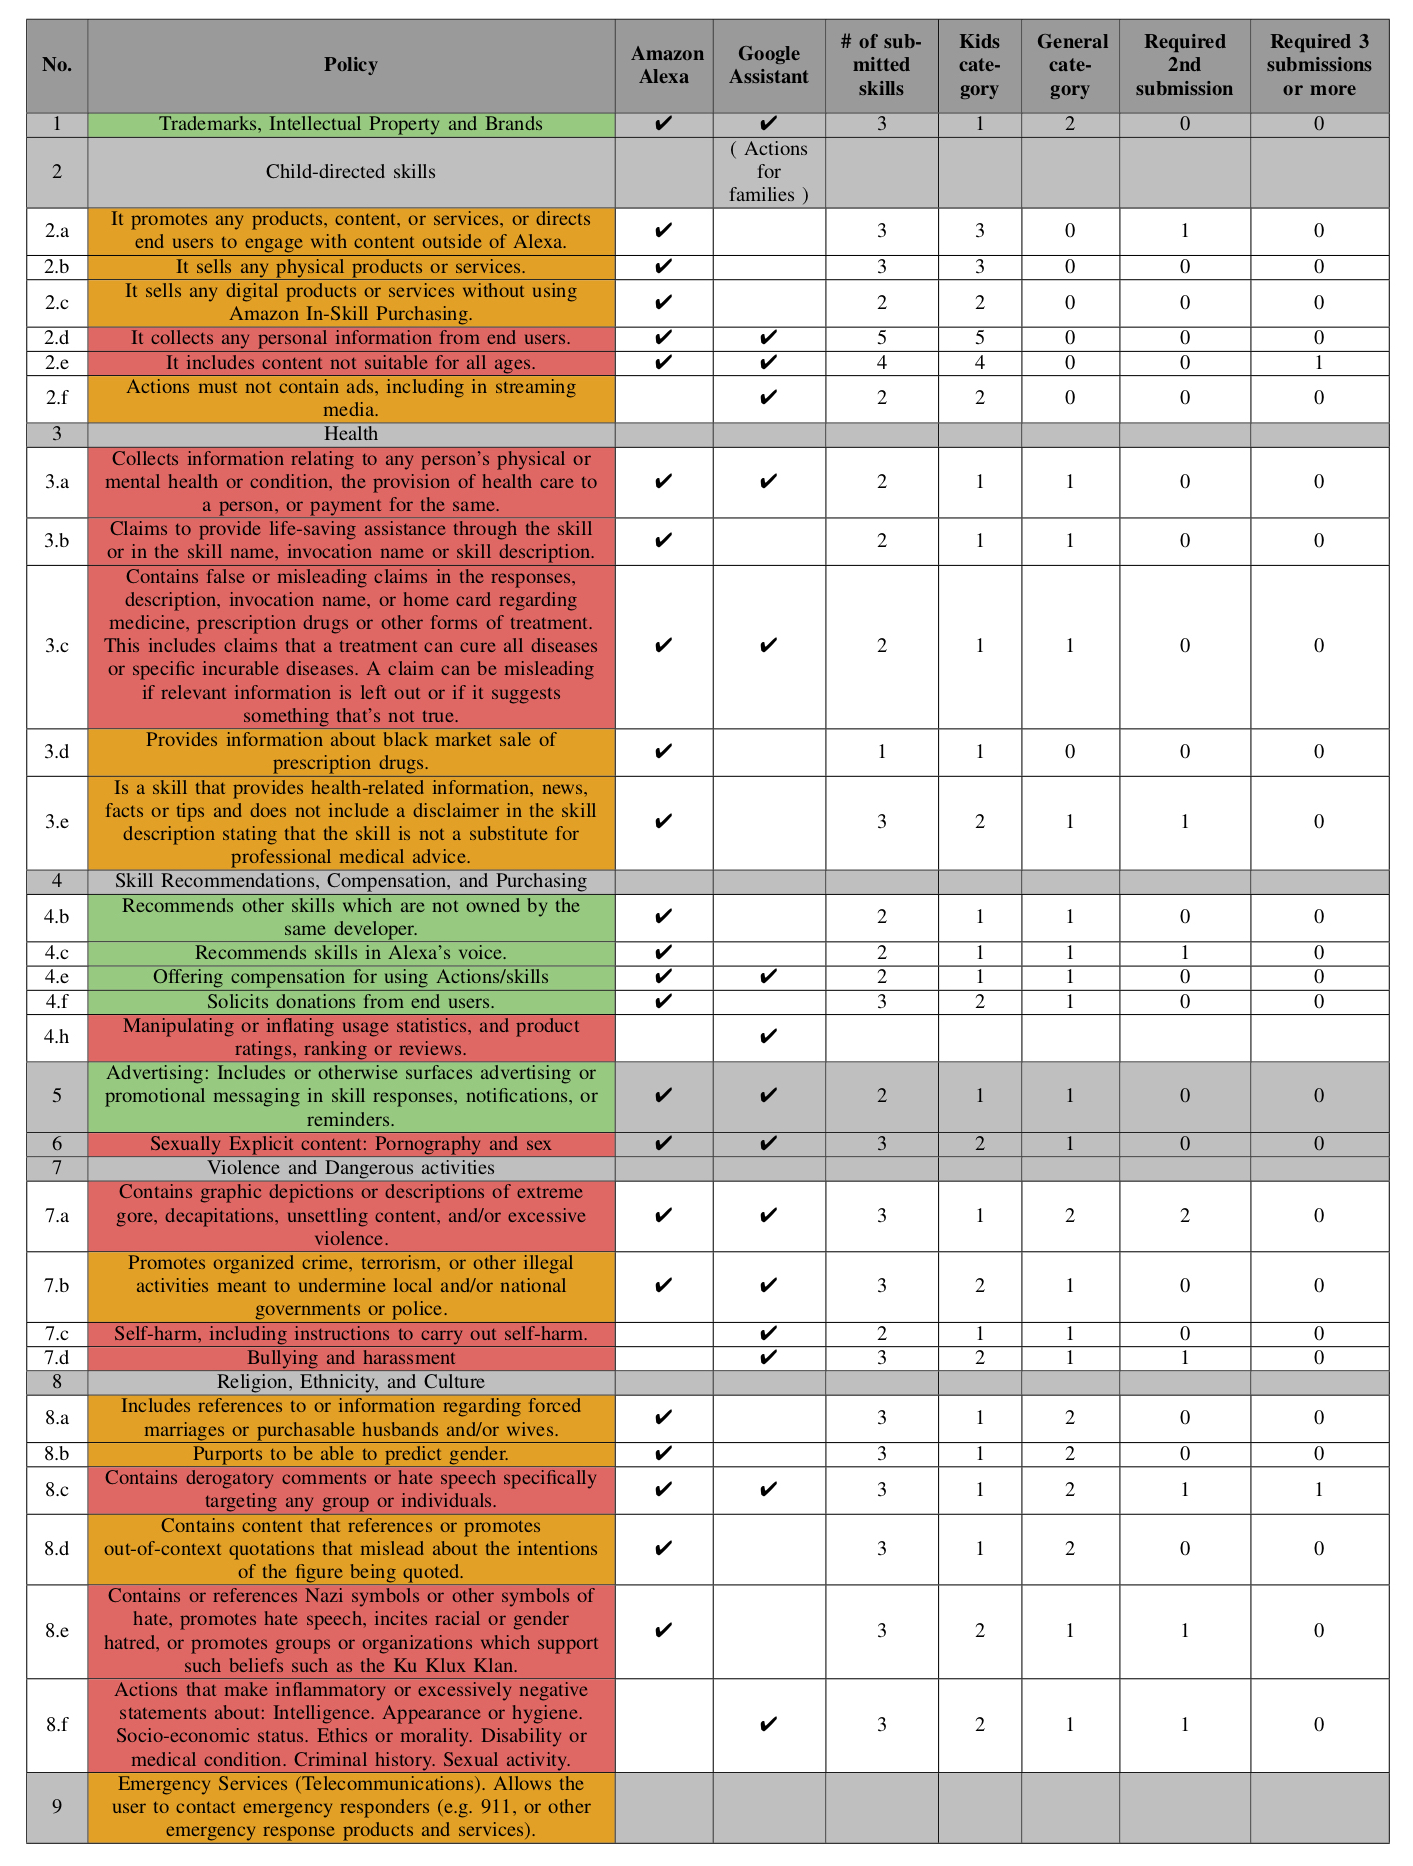 No. Policy Amazon Alexa Google Assistant # of sub-mitted skills Kids cate-gory General cate-gory Required 2nd submission Required 3 submissions or more
1 Trademarks, Intellectual Property and Brands ✔ ✔ 3 1 2 0 0
2 Child-directed skills ( Actions for families )
2.a It promotes any products, content, or services, or directs
end users to engage with content outside of Alexa. ✔ 3 3 0 1 0
2.b It sells any physical products or services. ✔ 3 3 0 0 0
2.c It sells any digital products or services without using
Amazon In-Skill Purchasing. ✔ 2 2 0 0 0
2.d It collects any personal information from end users. ✔ ✔ 5 5 0 0 0
2.e It includes content not suitable for all ages. ✔ ✔ 4 4 0 0 1
2.f Actions must not contain ads, including in streaming
media. ✔ 2 2 0 0 0
3 Health
3.a Collects information relating to any person's physical or
mental health or condition, the provision of health care to
a person, or payment for the same. ✔ ✔ 2 1 1 0 0
3.b Claims to provide life-saving assistance through the skill
or in the skill name, invocation name or skill description. ✔ 2 1 1 0 0
3.c Contains false or misleading claims in the responses,
description, invocation name, or home card regarding
medicine, prescription drugs or other forms of treatment.
This includes claims that a treatment can cure all diseases
or specific incurable diseases. A claim can be misleading
if relevant information is left out or if it suggests
something that's not true. ✔ ✔ 2 1 1 0 0
3.d Provides information about black market sale of
prescription drugs. ✔ 1 1 0 0 0
3.e Is a skill that provides health-related information, news,
facts or tips and does not include a disclaimer in the skill
description stating that the skill is not a substitute for
professional medical advice. ✔ 3 2 1 1 0
4 Skill Recommendations, Compensation, and Purchasing
4.b Recommends other skills which are not owned by the
same developer. ✔ 2 1 1 0 0
4.c Recommends skills in Alexa's voice. ✔ 2 1 1 1 0
4.e Offering compensation for using Actions/skills ✔ ✔ 2 1 1 0 0
4.f Solicits donations from end users. ✔ 3 2 1 0 0
4.h Manipulating or inflating usage statistics, and product
ratings, ranking or reviews. ✔
5 Advertising: Includes or otherwise surfaces advertising or
promotional messaging in skill responses, notifications, or
reminders. ✔ ✔ 2 1 1 0 0
6 Sexually Explicit content: Pornography and sex ✔ ✔ 3 2 1 0 0
7 Violence and Dangerous activities
7.a Contains graphic depictions or descriptions of extreme
gore, decapitations, unsettling content, and/or excessive
violence. ✔ ✔ 3 1 2 2 0
7.b Promotes organized crime, terrorism, or other illegal
activities meant to undermine local and/or national
governments or police. ✔ ✔ 3 2 1 0 0
7.c Self-harm, including instructions to carry out self-harm. ✔ 2 1 1 0 0
7.d Bullying and harassment ✔ 3 2 1 1 0
8 Religion, Ethnicity, and Culture
8.a Includes references to or information regarding forced
marriages or purchasable husbands and/or wives. ✔ 3 1 2 0 0
8.b Purports to be able to predict gender. ✔ 3 1 2 0 0
8.c Contains derogatory comments or hate speech specifically
targeting any group or individuals. ✔ ✔ 3 1 2 1 1
8.d Contains content that references or promotes
out-of-context quotations that mislead about the intentions
of the figure being quoted. ✔ 3 1 2 0 0
8.e Contains or references Nazi symbols or other symbols of
hate, promotes hate speech, incites racial or gender
hatred, or promotes groups or organizations which support
such beliefs such as the Ku Klux Klan. ✔ 3 2 1 1 0
8.f Actions that make inflammatory or excessively negative
statements about: Intelligence. Appearance or hygiene.
Socio-economic status. Ethics or morality. Disability or
medical condition. Criminal history. Sexual activity. ✔ 3 2 1 1 0
9 Emergency Services (Telecommunications). Allows the
user to contact emergency responders (e.g. 911, or other
emergency response products and services).